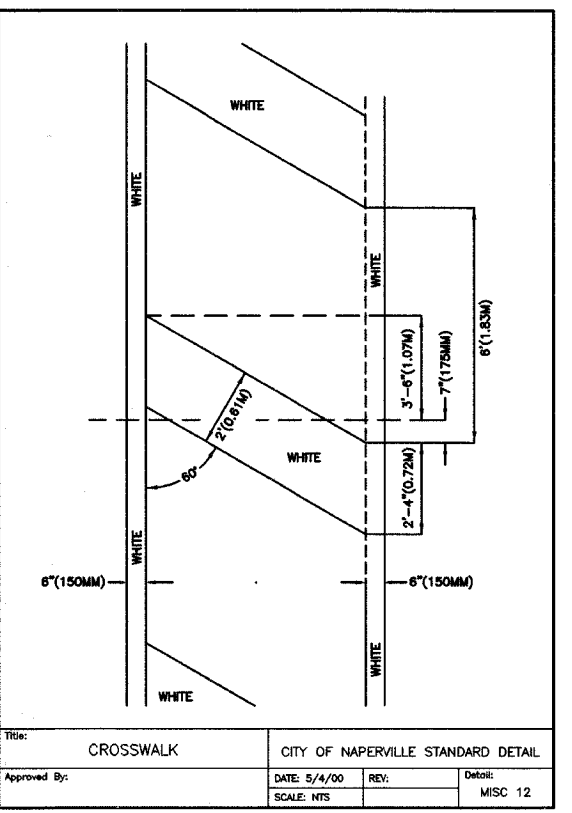 WHITE
WHITE
WHITE
3'-6"(1.07M)
7"(175MM)
6'(1.83M)
2'(0.61M)
WHITE
60°
2'-4"(0.72M)
WHITE
6"(150MM)
6"(150MM)
WHITE
WHITE
Title:
CROSSWALK
CITY OF NAPERVILLE STANDARD DETAIL
Approved By:
DATE: 5/4/00
REV:
Detail:
SCALE: NTS
MISC 12